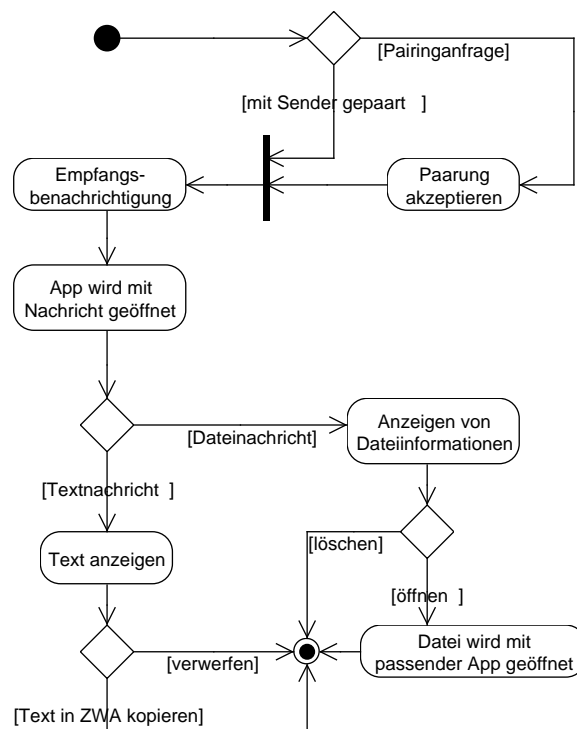 [Pairinganfrage]
[mit Sender gepaart ]
Empfangs-
benachrichtigung
Paarung
akzeptieren
App wird mit
Nachricht geöffnet
Anzeigen von
Dateiinformationen
[Dateinachricht]
[Textnachricht ]
[löschen]
Text anzeigen
[öffnen ]
Datei wird mit
passender App geöffnet
[verwerfen]
[Text in ZWA kopieren]